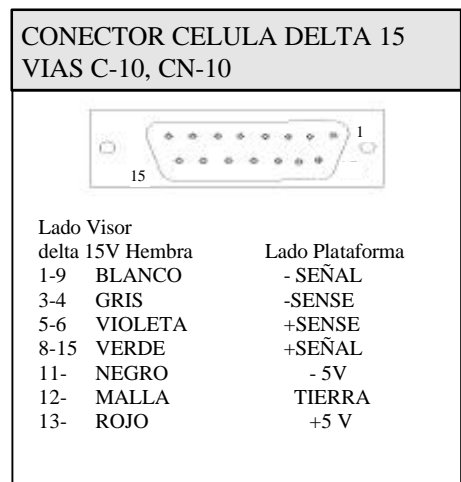 CONECTOR CELULA DELTA 15
VIAS C-10, CN-10
1
15
Lado Visor
delta 15V Hembra Lado Plataforma
1-9 BLANCO - SEÑAL
3-4 GRIS -SENSE
5-6 VIOLETA +SENSE
8-15 VERDE +SEÑAL
11- NEGRO - 5V
12- MALLA TIERRA
13- ROJO +5 V